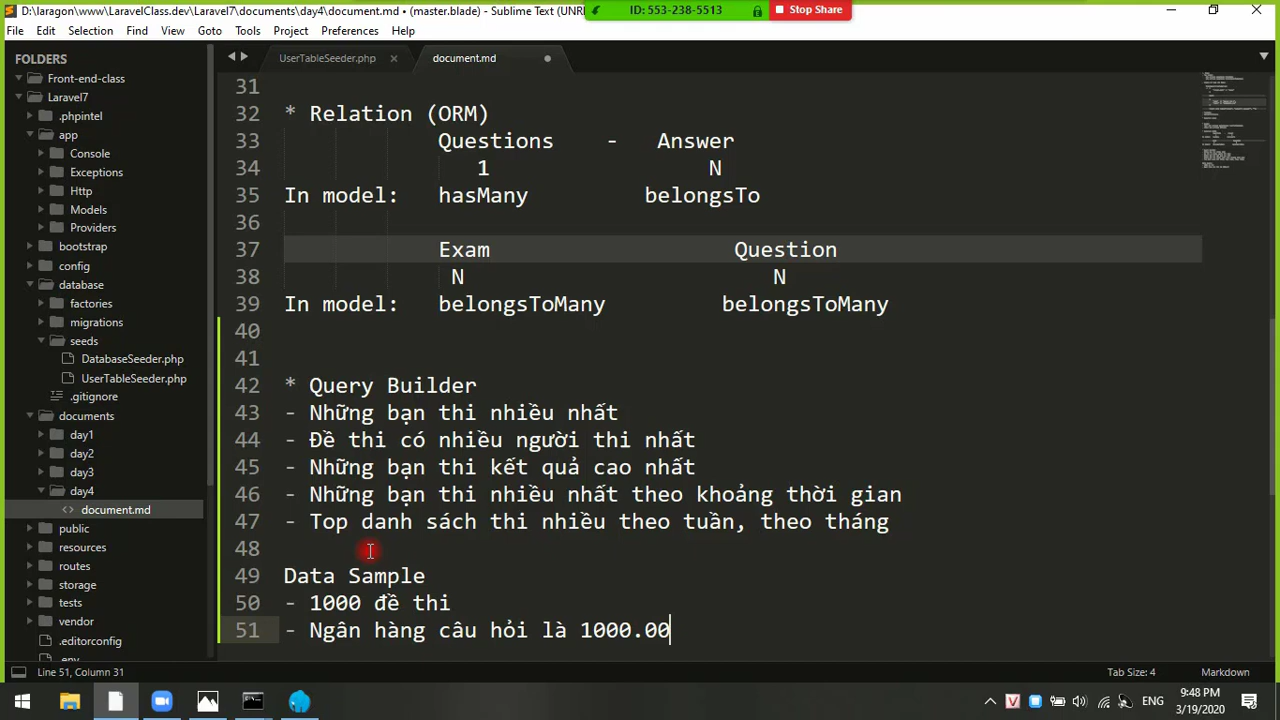 D:\laragon\www\LaravelClass.dev\Laravel7\documents\day4\document.md • (master.blade) - Sublime Text (UNRE
ID: 553-238-5513
Stop Share
File Edit Selection Find View Goto Tools Project Preferences Help
FOLDERS
Front-end-class
Laravel7
.phpintel
app
Console
Exceptions
Http
Models
Providers
bootstrap
config
database
factories
migrations
seeds
DatabaseSeeder.php
UserTableSeeder.php
.gitignore
documents
day1
day2
day3
day4
document.md
public
resources
routes
storage
tests
vendor
.editorconfig
.env
UserTableSeeder.php
document.md
31
32 * Relation (ORM)
33 Questions - Answer
34 1 N
35 In model: hasMany belongsTo
36
37 Exam Question
38 N N
39 In model: belongsToMany belongsToMany
40
41
42 * Query Builder
43 - Những bạn thi nhiều nhất
44 - Đề thi có nhiều người thi nhất
45 - Những bạn thi kết quả cao nhất
46 - Những bạn thi nhiều nhất theo khoảng thời gian
47 - Top danh sách thi nhiều theo tuần, theo tháng
48
49 Data Sample
50 - 1000 đề thi
51 - Ngân hàng câu hỏi là 1000.00
Line 51, Column 31
Tab Size: 4
Markdown
ENG
9:48 PM
3/19/2020